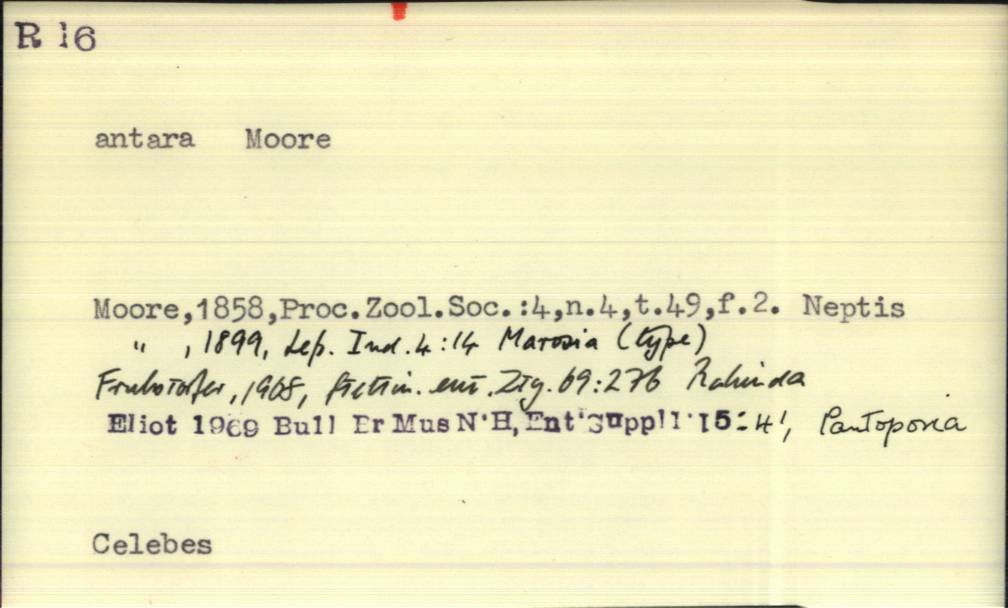 R 16
antara Moore
Moore,1858,Proc.Zool.Soc.:4,n.4,t.49,f.2. Neptis
" , 1899, Lep. Ind. 4:14 Marosia (type)
Fruhstorfer, 1908, Stettin. ent. Ztg. 69:276 Rahinda
Eliot 1969 Bull Br Mus N·H, Ent Suppl 15:41, Pantoporia
Celebes